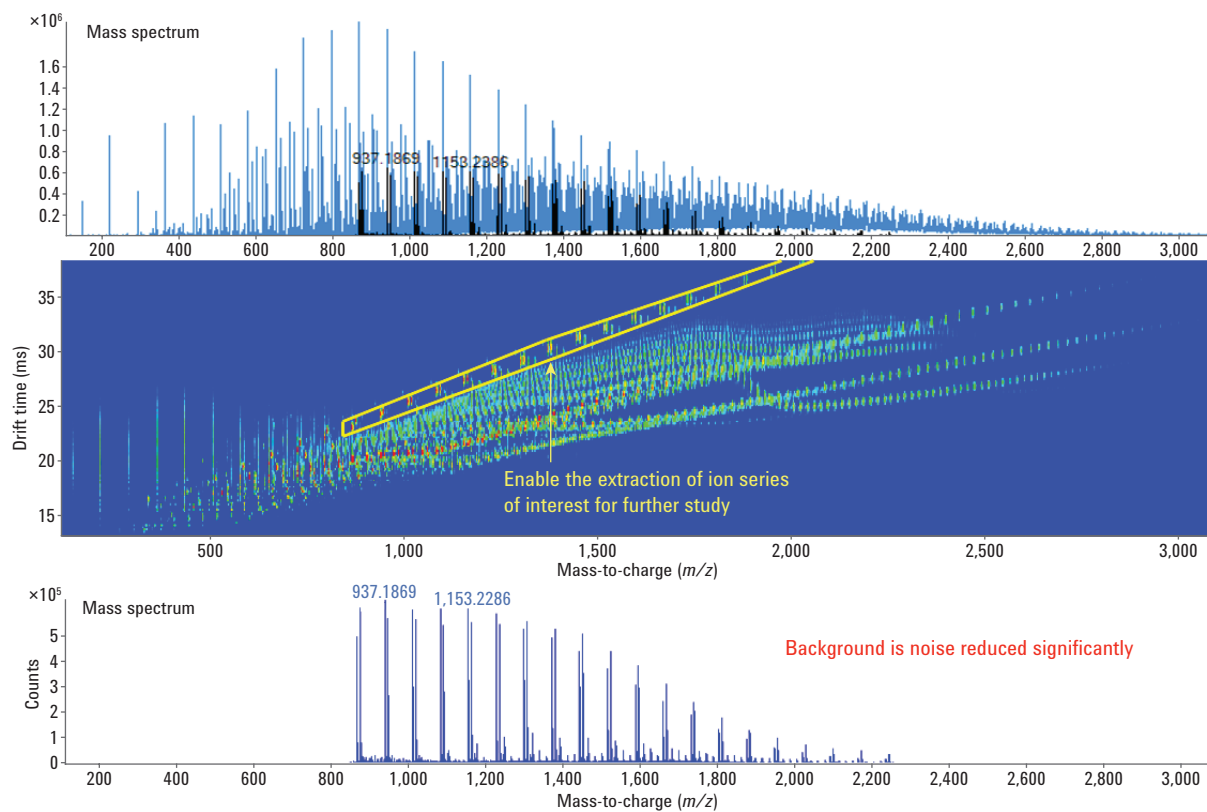 ×10⁶
Mass spectrum
1.6
1.4
1.2
1.0
0.8
0.6
0.4
0.2
937.1869 1153.2286
200 400 600 800 1,000 1,200 1,400 1,600 1,800 2,000 2,200 2,400 2,600 2,800 3,000
Drift time (ms)
35
30
25
20
15
Enable the extraction of ion series
of interest for further study
500 1,000 1,500 2,000 2,500 3,000
Mass-to-charge (m/z)
×10⁵
Mass spectrum
937.1869 1,153.2286
Background is noise reduced significantly
Counts
5
4
3
2
1
0
200 400 600 800 1,000 1,200 1,400 1,600 1,800 2,000 2,200 2,400 2,600 2,800 3,000
Mass-to-charge (m/z)